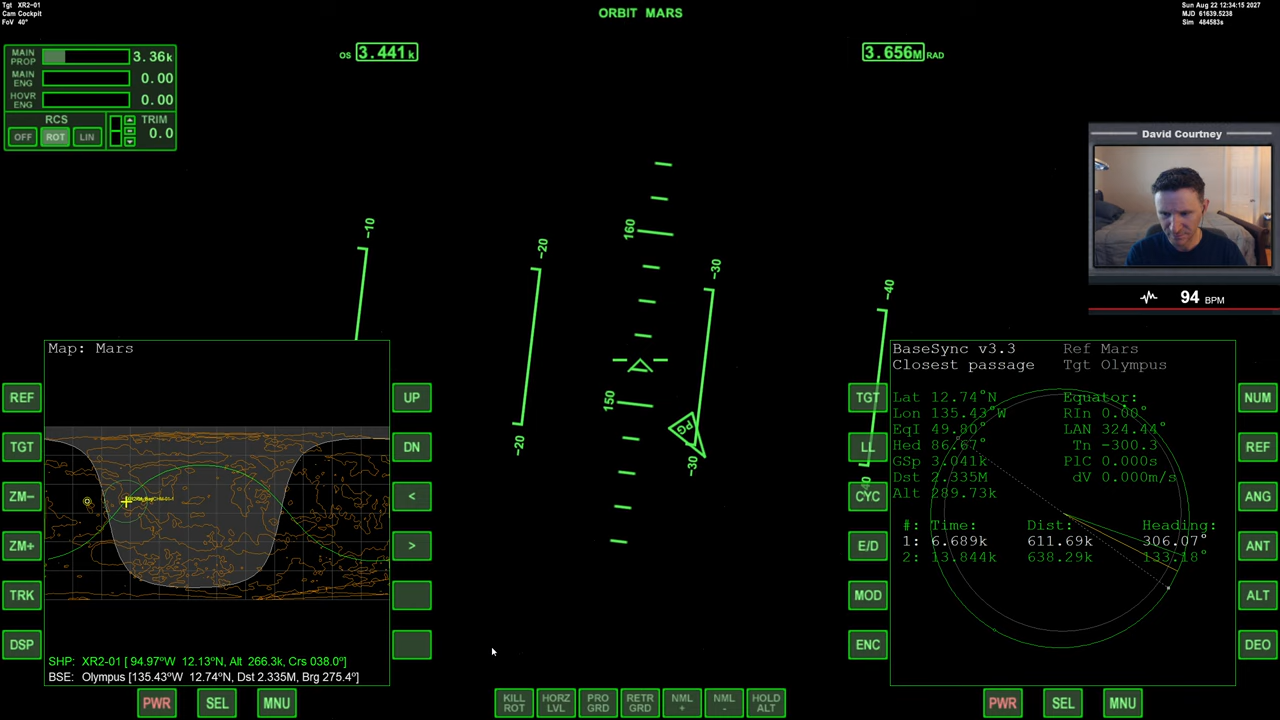 Tgt XR2-01
Cam Cockpit
FoV 40°
ORBIT MARS
Sun Aug 22 12:34:15 2027
MJD 61639.5238
Sim 484583s
MAIN PROP 3.36k
MAIN ENG 0.00
HOVR ENG 0.00
RCS TRIM
OFF ROT LIN 0.0
OS 3.441k
3.656M RAD
David Courtney
94 BPM
-10
-20
160
-30
-40
150
PG
-20
-30
Map: Mars
REF
TGT
ZM-
ZM+
TRK
DSP
UP
DN
<
>
SHP: XR2-01 [ 94.97°W 12.13°N, Alt 266.3k, Crs 038.0°]
BSE: Olympus [135.43°W 12.74°N, Dst 2.335M, Brg 275.4°]
PWR SEL MNU
KILL ROT
HORZ LVL
PRO GRD
RETR GRD
NML +
NML -
HOLD ALT
BaseSync v3.3 Ref Mars
Closest passage Tgt Olympus
Lat 12.74°N Equator:
Lon 135.43°W RIn 0.00°
EqI 49.80° LAN 324.44°
Hed 86.67° Tn -300.3
GSp 3.041k PlC 0.000s
Dst 2.335M dV 0.000m/s
Alt 289.73k
#: Time: Dist: Heading:
1: 6.689k 611.69k 306.07°
2: 13.844k 638.29k 133.18°
TGT
LL
CYC
E/D
MOD
ENC
NUM
REF
ANG
ANT
ALT
DEO
PWR SEL MNU